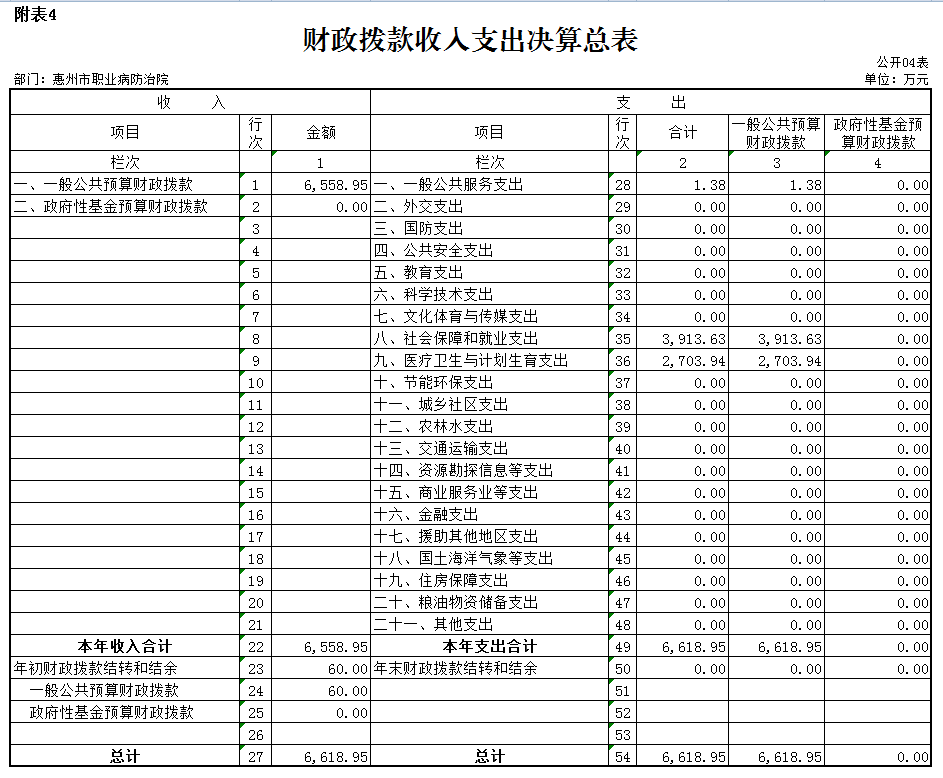 附表4
财政拨款收入支出决算总表
公开04表
部门：惠州市职业病防治院 单位：万元
收 入 支 出
项目 行次 金额 项目 行次 合计 一般公共预算财政拨款 政府性基金预算财政拨款
栏次 1 栏次 2 3 4
一、一般公共预算财政拨款 1 6,558.95 一、一般公共服务支出 28 1.38 1.38 0.00
二、政府性基金预算财政拨款 2 0.00 二、外交支出 29 0.00 0.00 0.00
3 三、国防支出 30 0.00 0.00 0.00
4 四、公共安全支出 31 0.00 0.00 0.00
5 五、教育支出 32 0.00 0.00 0.00
6 六、科学技术支出 33 0.00 0.00 0.00
7 七、文化体育与传媒支出 34 0.00 0.00 0.00
8 八、社会保障和就业支出 35 3,913.63 3,913.63 0.00
9 九、医疗卫生与计划生育支出 36 2,703.94 2,703.94 0.00
10 十、节能环保支出 37 0.00 0.00 0.00
11 十一、城乡社区支出 38 0.00 0.00 0.00
12 十二、农林水支出 39 0.00 0.00 0.00
13 十三、交通运输支出 40 0.00 0.00 0.00
14 十四、资源勘探信息等支出 41 0.00 0.00 0.00
15 十五、商业服务业等支出 42 0.00 0.00 0.00
16 十六、金融支出 43 0.00 0.00 0.00
17 十七、援助其他地区支出 44 0.00 0.00 0.00
18 十八、国土海洋气象等支出 45 0.00 0.00 0.00
19 十九、住房保障支出 46 0.00 0.00 0.00
20 二十、粮油物资储备支出 47 0.00 0.00 0.00
21 二十一、其他支出 48 0.00 0.00 0.00
本年收入合计 22 6,558.95 本年支出合计 49 6,618.95 6,618.95 0.00
年初财政拨款结转和结余 23 60.00 年末财政拨款结转和结余 50 0.00 0.00 0.00
一般公共预算财政拨款 24 60.00 51
政府性基金预算财政拨款 25 0.00 52
26 53
总计 27 6,618.95 总计 54 6,618.95 6,618.95 0.00